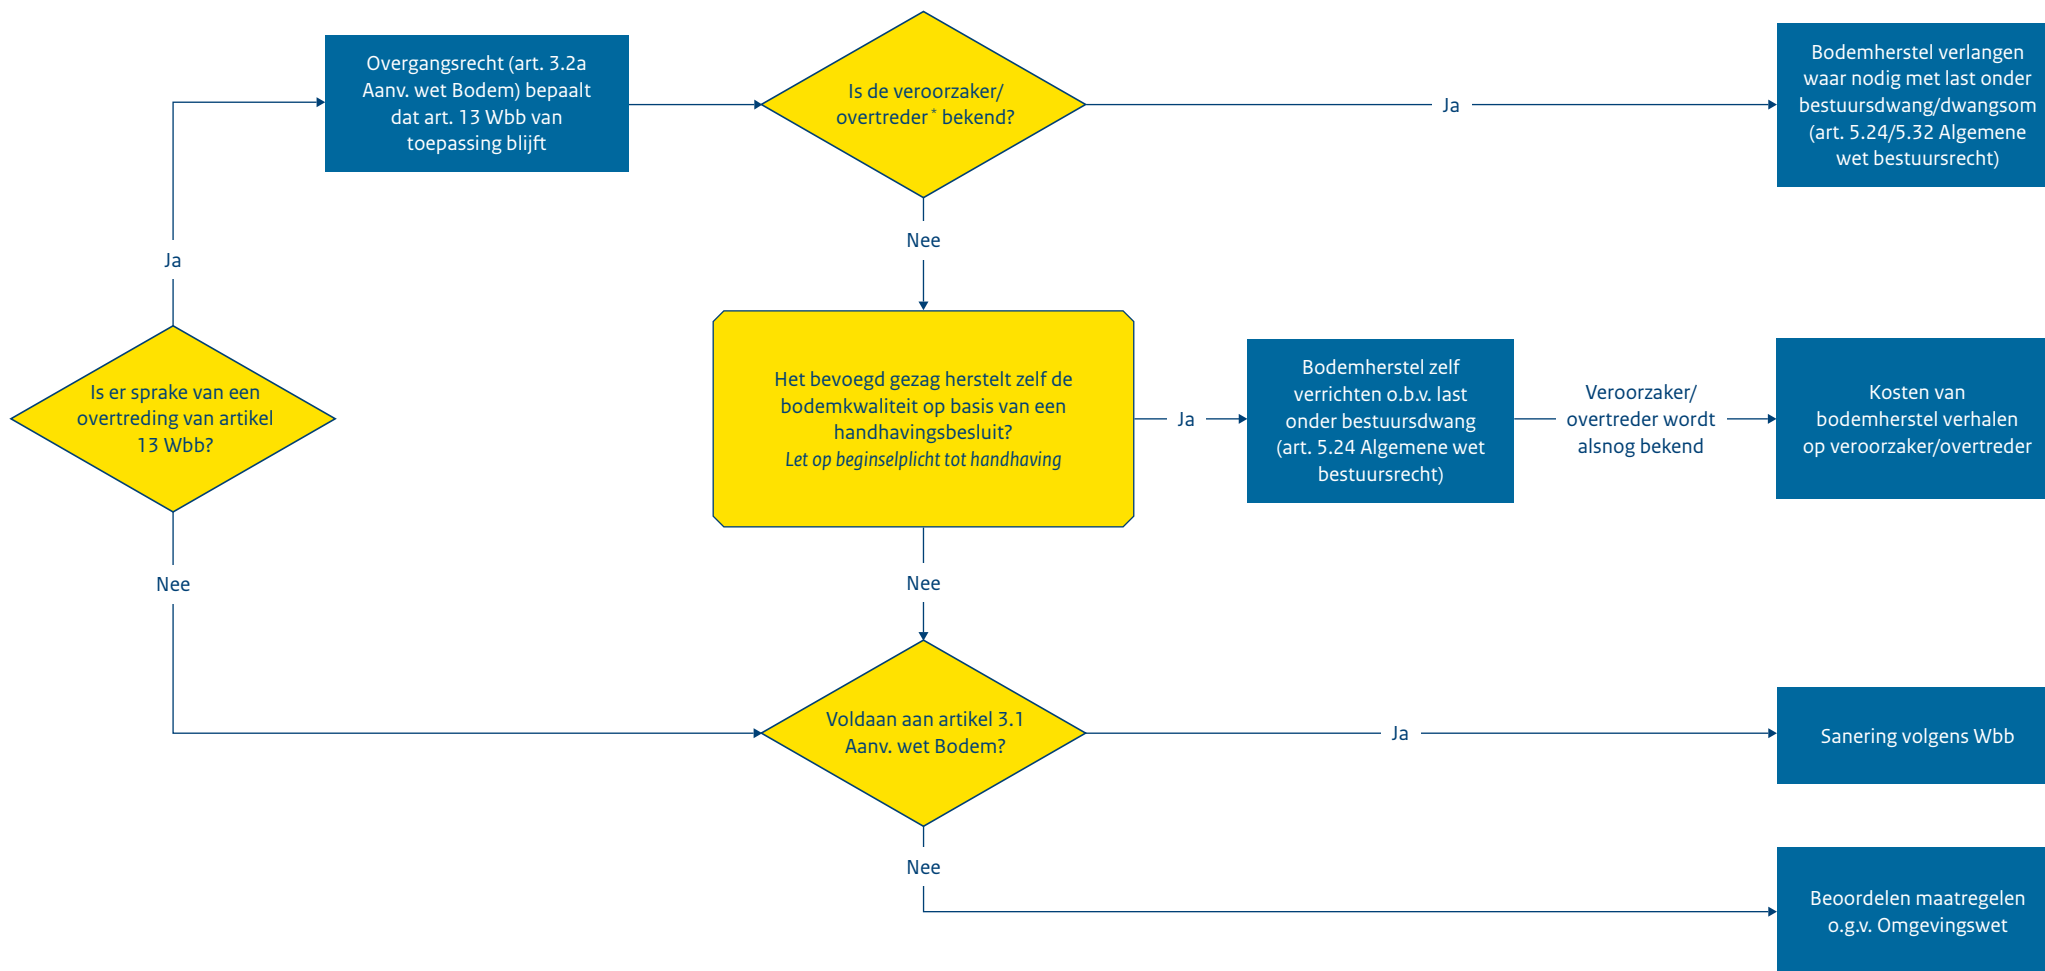 Overgangsrecht (art. 3.2a
Aanv. wet Bodem) bepaalt
dat art. 13 Wbb van
toepassing blijft
Is de veroorzaker/
overtreder* bekend?
Ja
Bodemherstel verlangen
waar nodig met last onder
bestuursdwang/dwangsom
(art. 5.24/5.32 Algemene
wet bestuursrecht)
Nee
Ja
Is er sprake van een
overtreding van artikel
13 Wbb?
Het bevoegd gezag herstelt zelf de
bodemkwaliteit op basis van een
handhavingsbesluit?
Let op beginselplicht tot handhaving
Ja
Bodemherstel zelf
verrichten o.b.v. last
onder bestuursdwang
(art. 5.24 Algemene wet
bestuursrecht)
Veroorzaker/
overtreder wordt
alsnog bekend
Kosten van
bodemherstel verhalen
op veroorzaker/overtreder
Nee
Nee
Voldaan aan artikel 3.1
Aanv. wet Bodem?
Ja
Sanering volgens Wbb
Nee
Beoordelen maatregelen
o.g.v. Omgevingswet